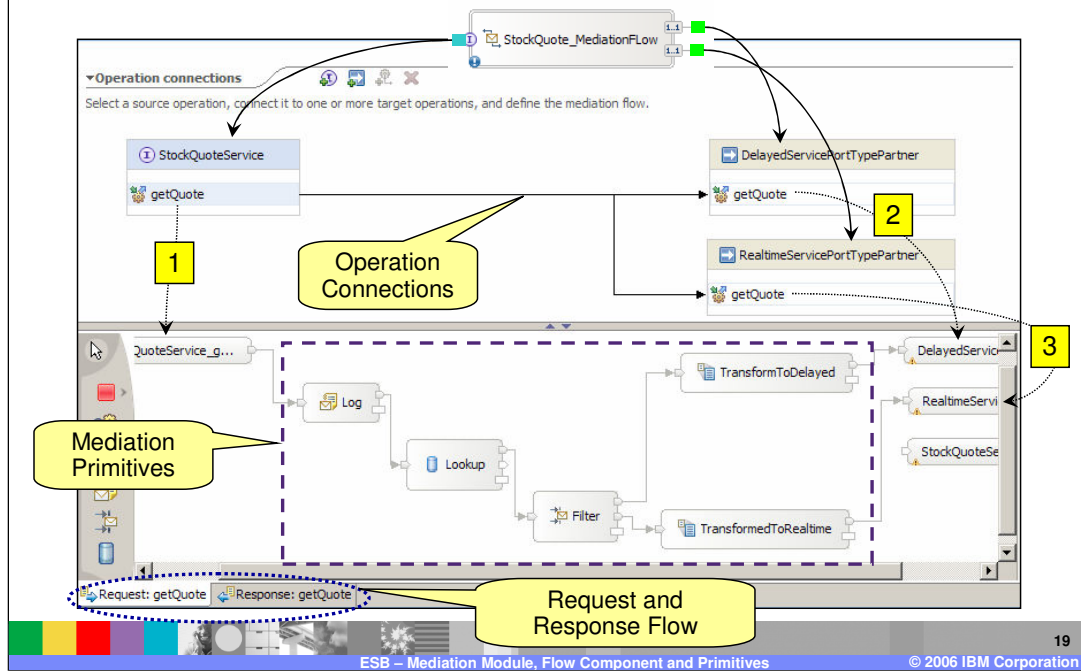 StockQuote_MediationFLow
1..1
1..1
Operation connections
Select a source operation, connect it to one or more target operations, and define the mediation flow.
StockQuoteService
getQuote
DelayedServicePortTypePartner
getQuote
2
1
Operation
Connections
RealtimeServicePortTypePartner
getQuote
3
QuoteService_g...
DelayedService
TransformToDelayed
Log
RealtimeServi
Mediation
Primitives
Lookup
StockQuoteSe
Filter
TransformedToRealtime
Request: getQuote
Response: getQuote
Request and
Response Flow
19
ESB – Mediation Module, Flow Component and Primitives
© 2006 IBM Corporation